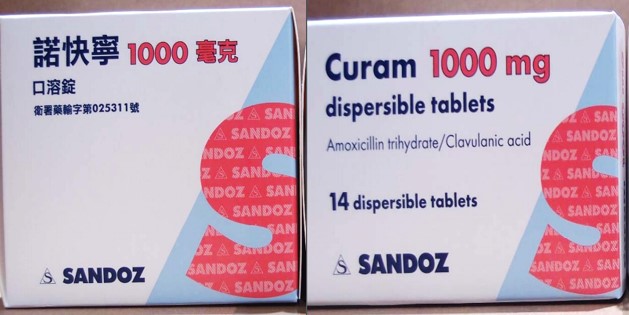 諾快寧 1000 毫克
口溶錠
衛署藥輸字第025311號
SANDOZ
Curam 1000 mg
dispersible tablets
Amoxicillin trihydrate/Clavulanic acid
14 dispersible tablets
SANDOZ